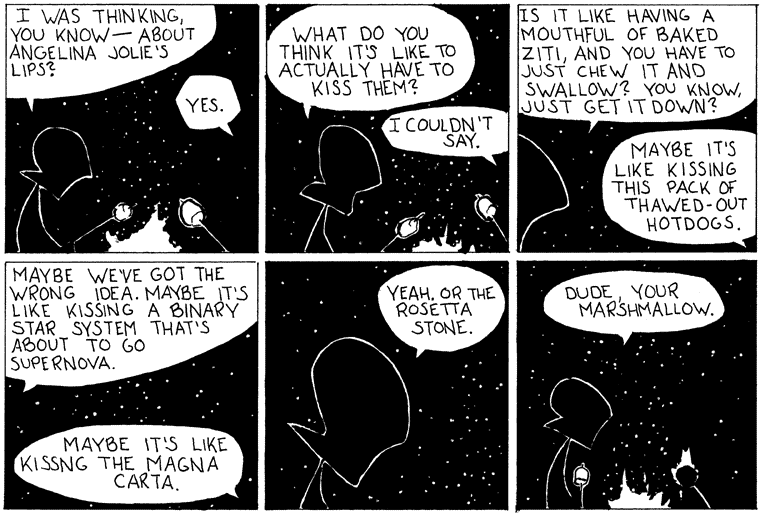 I WAS THINKING,
YOU KNOW — ABOUT
ANGELINA JOLIE'S
LIPS?
YES.
WHAT DO YOU
THINK IT'S LIKE TO
ACTUALLY HAVE TO
KISS THEM?
I COULDN'T
SAY.
IS IT LIKE HAVING A
MOUTHFUL OF BAKED
ZITI, AND YOU HAVE TO
JUST CHEW IT AND
SWALLOW? YOU KNOW,
JUST GET IT DOWN?
MAYBE IT'S
LIKE KISSING
THIS PACK OF
THAWED-OUT
HOTDOGS.
MAYBE WE'VE GOT THE
WRONG IDEA. MAYBE IT'S
LIKE KISSING A BINARY
STAR SYSTEM THAT'S
ABOUT TO GO
SUPERNOVA.
MAYBE IT'S LIKE
KISSNG THE MAGNA
CARTA.
YEAH. OR THE
ROSETTA
STONE.
DUDE, YOUR
MARSHMALLOW.